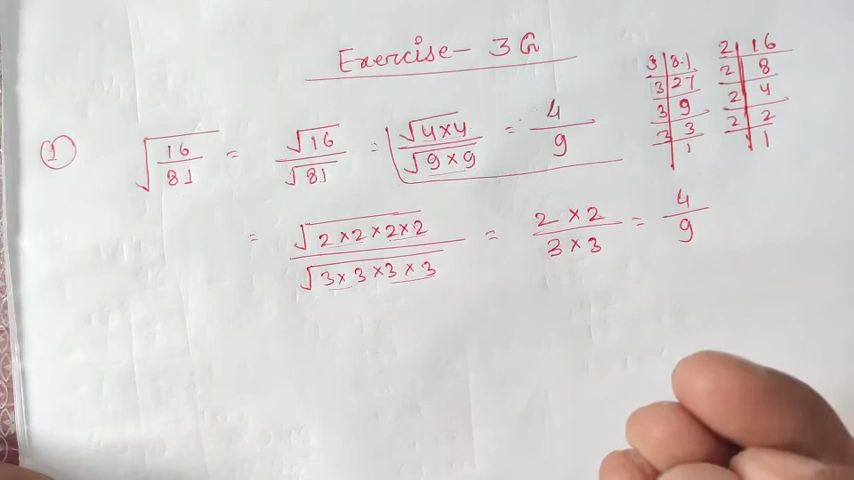 Exercise - 3G
① √(16/81) = √16/√81 = √(4×4)/√(9×9) = 4/9
= √(2×2×2×2)/√(3×3×3×3) = 2×2/3×3 = 4/9
3 | 81
3 | 27
3 | 9
3 | 3
| 1
2 | 16
2 | 8
2 | 4
2 | 2
| 1